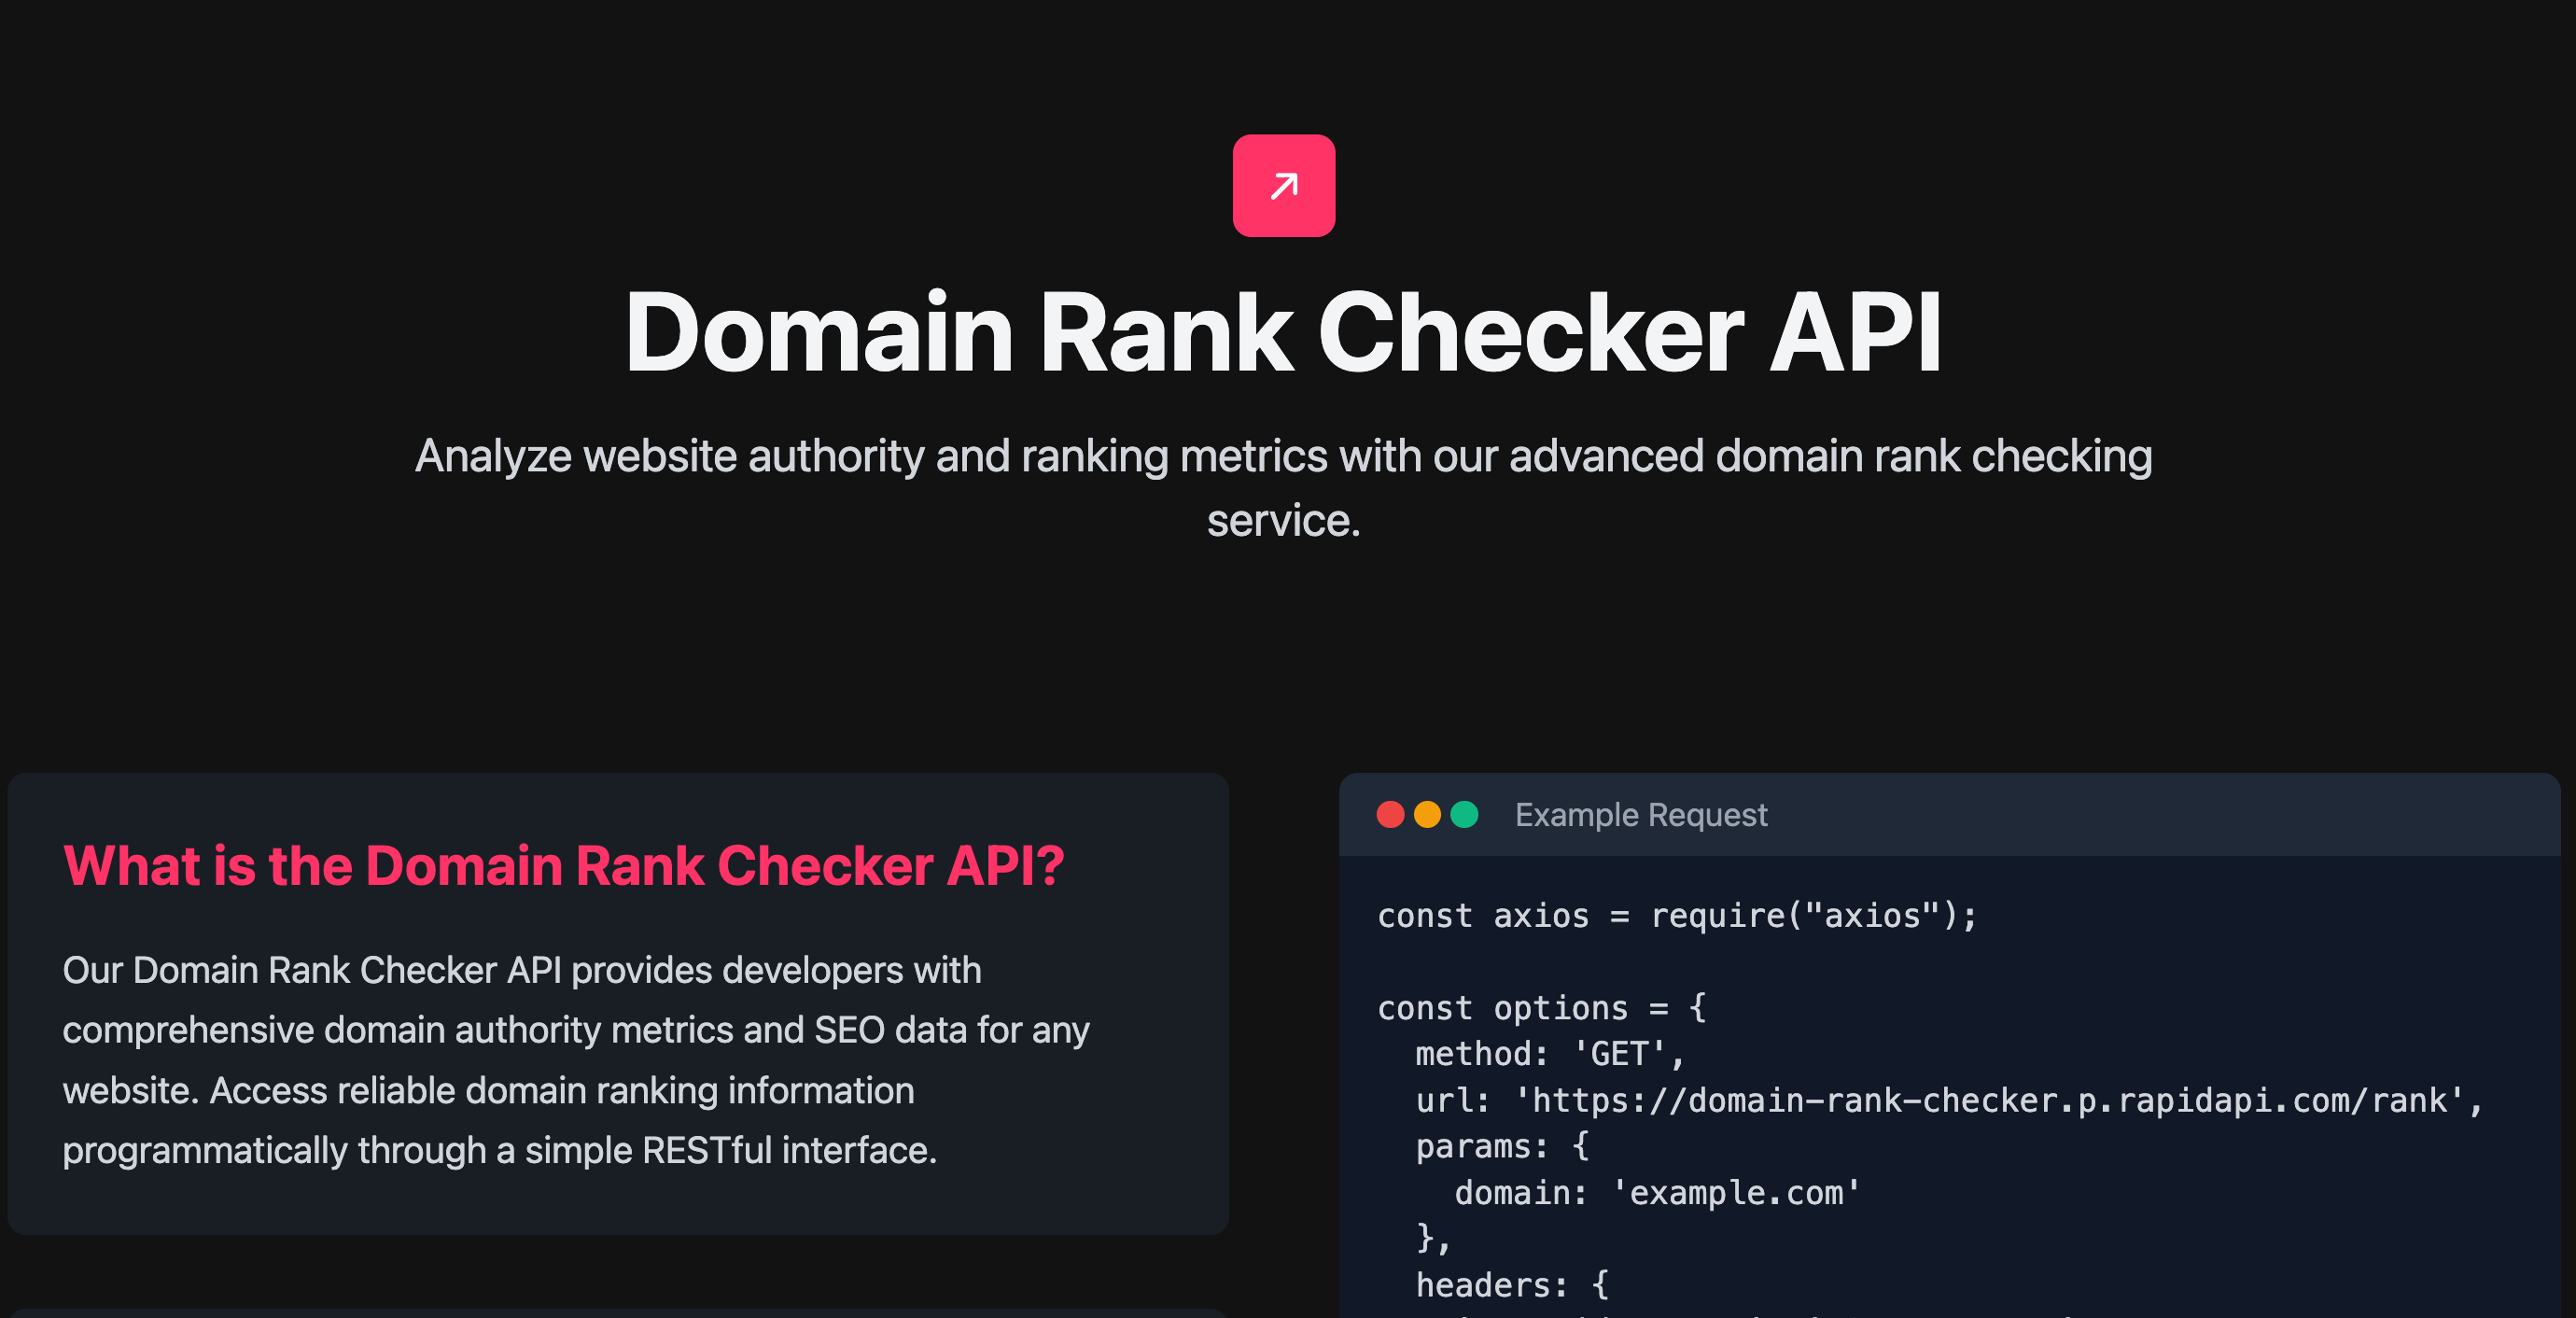 Domain Rank Checker API
Analyze website authority and ranking metrics with our advanced domain rank checking
service.
What is the Domain Rank Checker API?
Our Domain Rank Checker API provides developers with
comprehensive domain authority metrics and SEO data for any
website. Access reliable domain ranking information
programmatically through a simple RESTful interface.
Example Request
const axios = require("axios");
const options = {
  method: 'GET',
  url: 'https://domain-rank-checker.p.rapidapi.com/rank',
  params: {
    domain: 'example.com'
  },
  headers: {